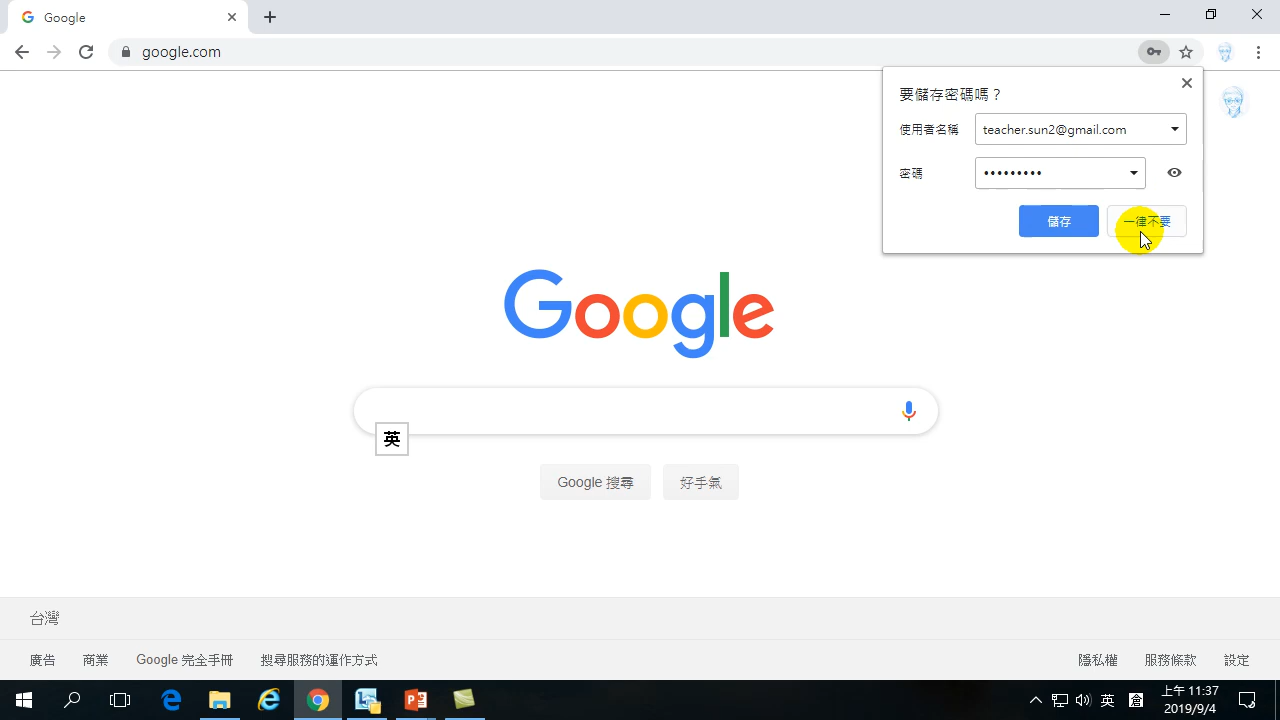 Google
google.com
要儲存密碼嗎？
使用者名稱 teacher.sun2@gmail.com
密碼 •••••••••
儲存 一律不要
Google
英
Google 搜尋 好手氣
台灣
廣告 商業 Google 完全手冊 搜尋服務的運作方式 隱私權 服務條款 設定
英 上午 11:37
2019/9/4